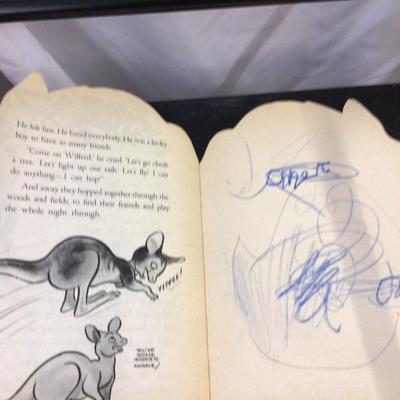 He felt fine. He loved everybody. He was a lucky
boy to have so many friends.
"Come on Wilfred" he cried. "Let's go climb
a tree. Let's light up our tails. Let's fly! I can
do anything—I can hop!"
And away they hopped together through the
woods and fields, to find their friends and play
the whole night through.
YIPPEE!